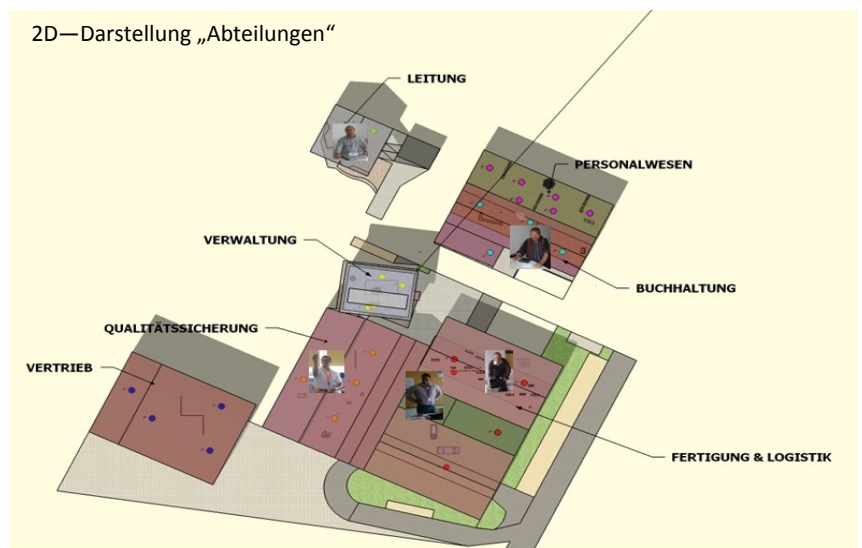 2D—Darstellung „Abteilungen“
LEITUNG
PERSONALWESEN
VERWALTUNG
BUCHHALTUNG
QUALITÄTSSICHERUNG
VERTRIEB
FERTIGUNG & LOGISTIK